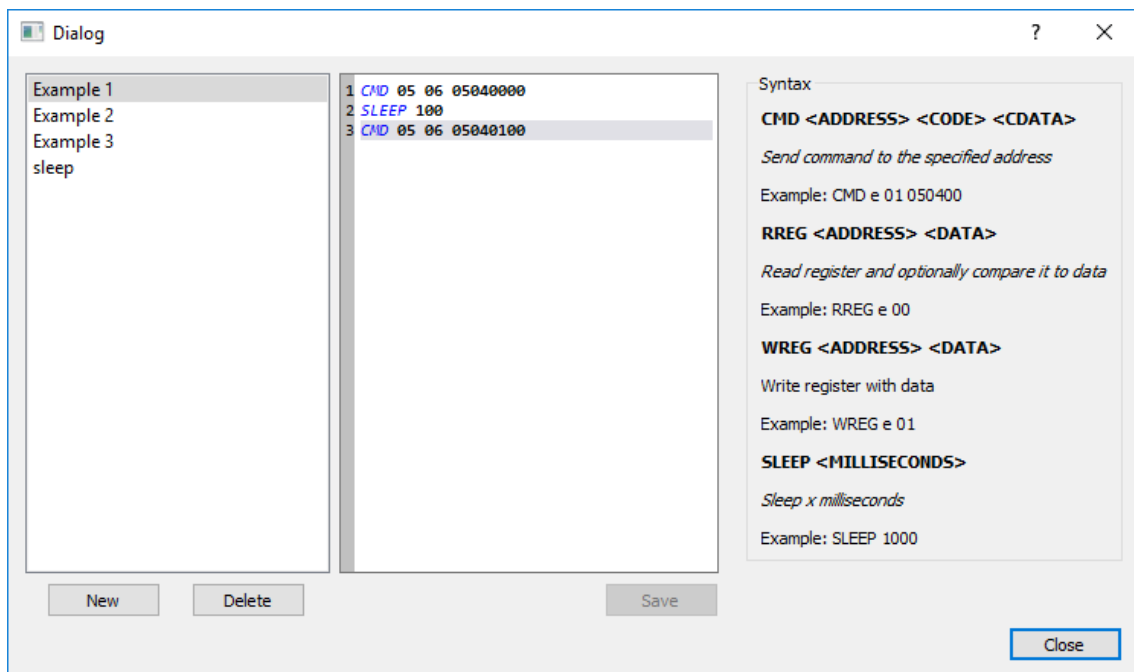 Dialog
?
Example 1
Example 2
Example 3
sleep
1 CMD 05 06 05040000
2 SLEEP 100
3 CMD 05 06 05040100
Syntax
CMD <ADDRESS> <CODE> <CDATA>
Send command to the specified address
Example: CMD e 01 050400
RREG <ADDRESS> <DATA>
Read register and optionally compare it to data
Example: RREG e 00
WREG <ADDRESS> <DATA>
Write register with data
Example: WREG e 01
SLEEP <MILLISECONDS>
Sleep x milliseconds
Example: SLEEP 1000
New
Delete
Save
Close